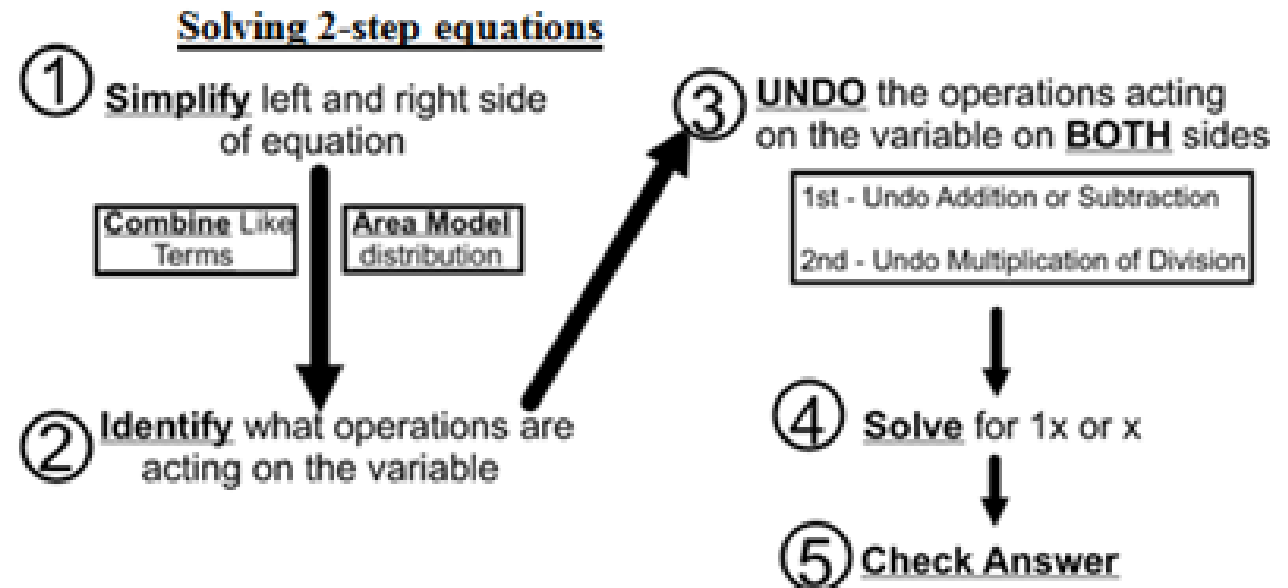 Solving 2-step equations
1
Simplify left and right side
of equation
Combine Like
Terms
Area Model
distribution
2
Identify what operations are
acting on the variable
3
UNDO the operations acting
on the variable on BOTH sides
1st - Undo Addition or Subtraction
2nd - Undo Multiplication of Division
4
Solve for 1x or x
5
Check Answer